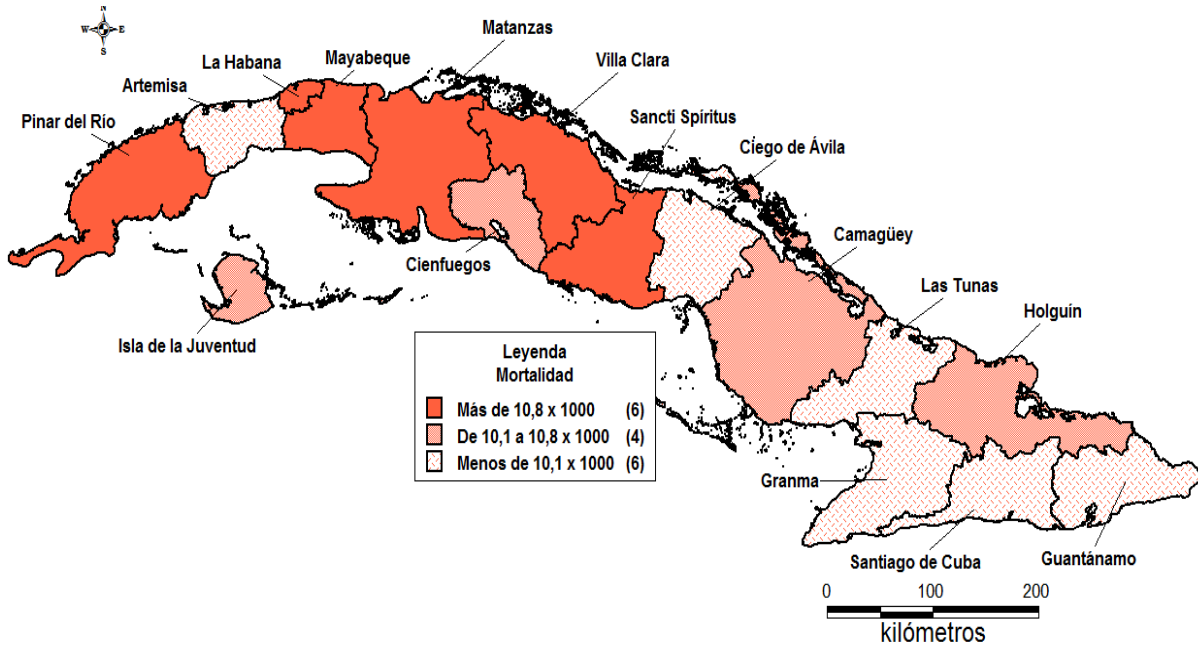 N
W E
S
La Habana
Matanzas
Mayabeque
Villa Clara
Artemisa
Pinar del Río
Sancti Spíritus
Ciego de Ávila
Camagüey
Cienfuegos
Las Tunas
Holguín
Isla de la Juventud
Leyenda
Mortalidad
Más de 10,8 x 1000 (6)
De 10,1 a 10,8 x 1000 (4)
Menos de 10,1 x 1000 (6)
Granma
Santiago de Cuba
Guantánamo
0 100 200
kilómetros